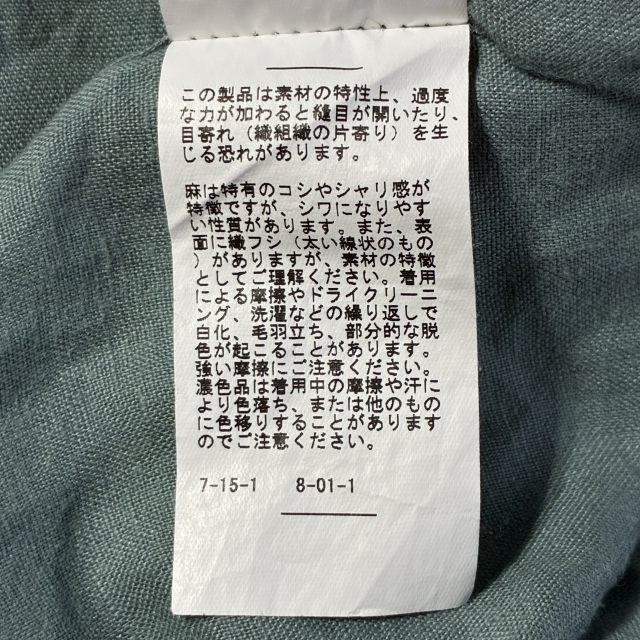 この製品は素材の特性上、過度
な力が加わると縫目が開いたり、
目寄れ（織組織の片寄り）を生
じる恐れがあります。
麻は特有のコシやシャリ感が
特徴ですが、シワになりやす
い性質があります。また、表
面に織フシ（太い線状のもの
）がありますが、素材の特徴
としてご理解ください。着用
による摩擦やドライクリーニ
ング、洗濯などの繰り返しで
白化、毛羽立ち、部分的な脱
色が起こることがあります。
強い摩擦にご注意ください。
濃色品は着用中の摩擦や汗に
より色落ち、または他のもの
に色移りすることがあります
のでご注意ください。
7-15-1 8-01-1